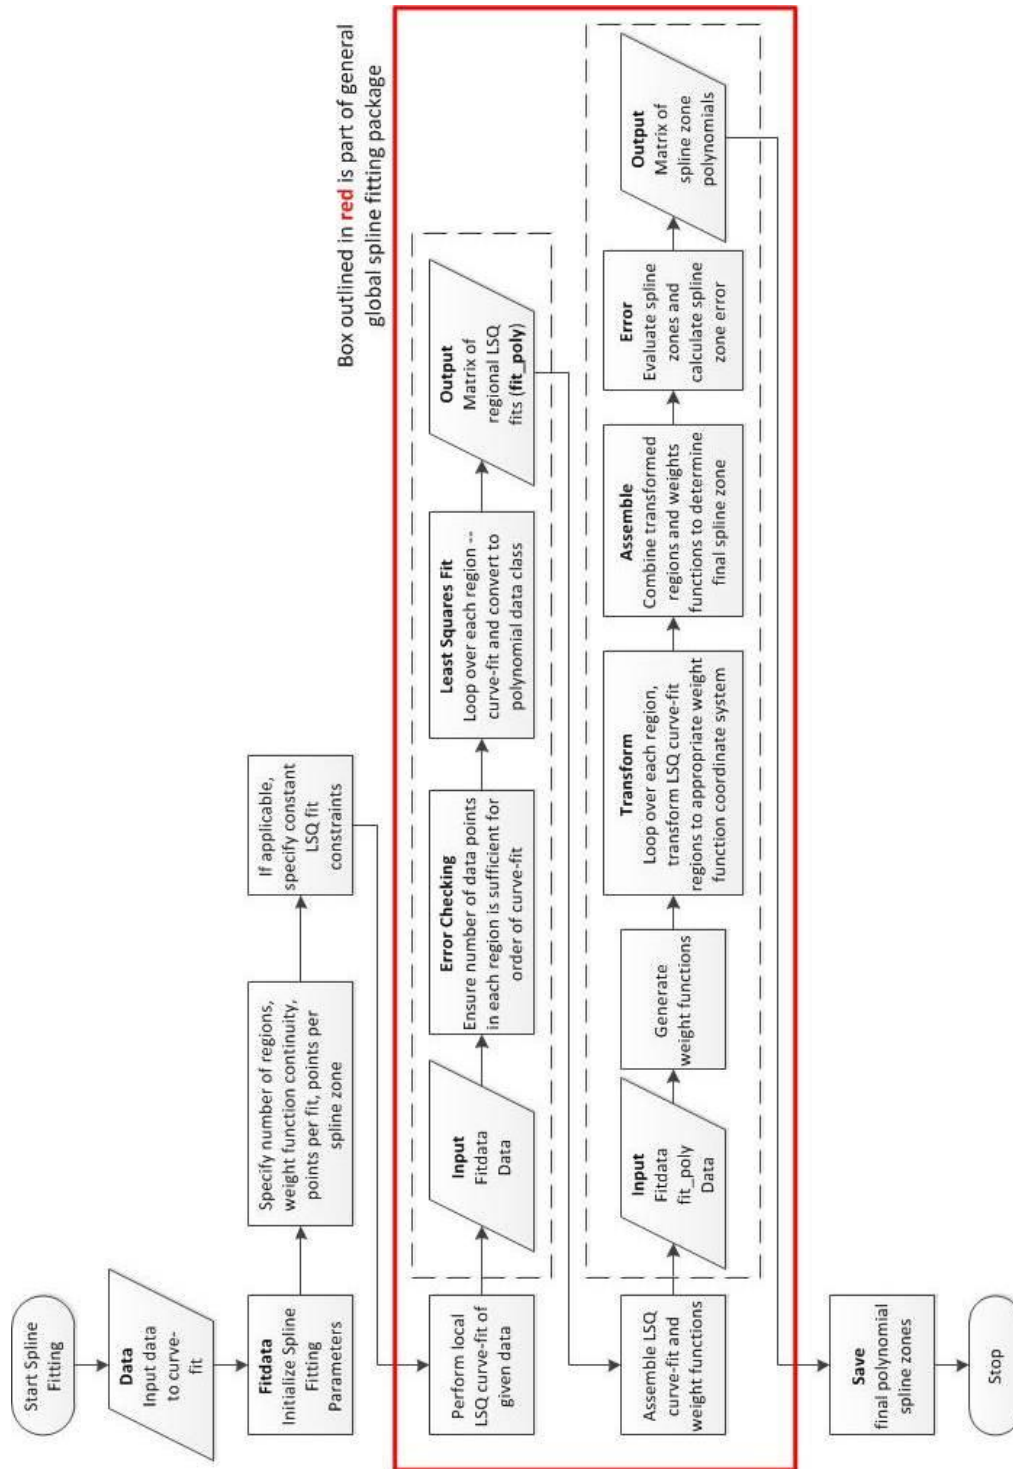 Start Spline
Fitting
Data
Input data
to curve-
fit
Fitdata
Initialize Spline
Fitting
Parameters
Specify number of regions,
weight function continuity,
points per fit, points per
spline zone
If applicable,
specify constant
LSQ fit
constraints
Box outlined in red is part of general
global spline fitting package
Perform local
LSQ curve-fit of
given data
Input
Fitdata
Data
Error Checking
Ensure number of data points
in each region is sufficient for
order of curve-fit
Least Squares Fit
Loop over each region --
curve-fit and convert to
polynomial data class
Output
Matrix of
regional LSQ
fits (fit_poly)
Assemble LSQ
curve-fit and
weight functions
Input
Fitdata
fit_poly
Data
Generate
weight functions
Transform
Loop over each region,
transform LSQ curve-fit
regions to appropriate weight
function coordinate system
Assemble
Combine transformed
regions and weights
functions to determine
final spline zone
Error
Evaluate spline
zones and
calculate spline
zone error
Output
Matrix of
spline zone
polynomials
Save
final polynomial
spline zones
Stop